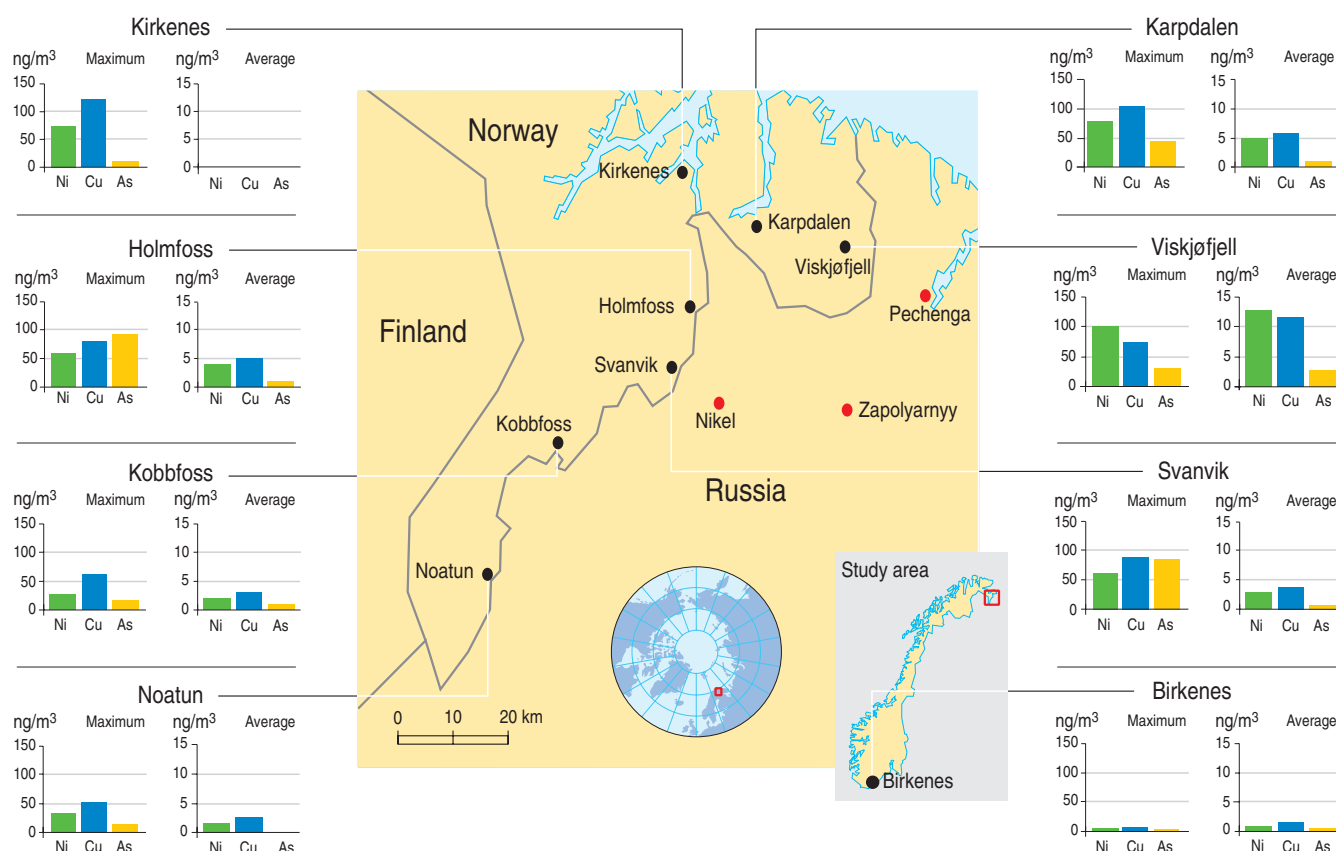 Kirkenes
ng/m³ Maximum ng/m³ Average
150 15
100 10
50 5
0 0
Ni Cu As Ni Cu As
Holmfoss
ng/m³ Maximum ng/m³ Average
150 15
100 10
50 5
0 0
Ni Cu As Ni Cu As
Kobbfoss
ng/m³ Maximum ng/m³ Average
150 15
100 10
50 5
0 0
Ni Cu As Ni Cu As
Noatun
ng/m³ Maximum ng/m³ Average
150 15
100 10
50 5
0 0
Ni Cu As Ni Cu As
Norway
Kirkenes
Karpdalen
Viskjøfjell
Holmfoss
Pechenga
Finland
Svanvik
Nikel
Zapolyarnyy
Kobbfoss
Russia
Noatun
Study area
0 10 20 km
Birkenes
Karpdalen
ng/m³ Maximum ng/m³ Average
150 15
100 10
50 5
0 0
Ni Cu As Ni Cu As
Viskjøfjell
ng/m³ Maximum ng/m³ Average
150 15
100 10
50 5
0 0
Ni Cu As Ni Cu As
Svanvik
ng/m³ Maximum ng/m³ Average
150 15
100 10
50 5
0 0
Ni Cu As Ni Cu As
Birkenes
ng/m³ Maximum ng/m³ Average
150 15
100 10
50 5
0 0
Ni Cu As Ni Cu As